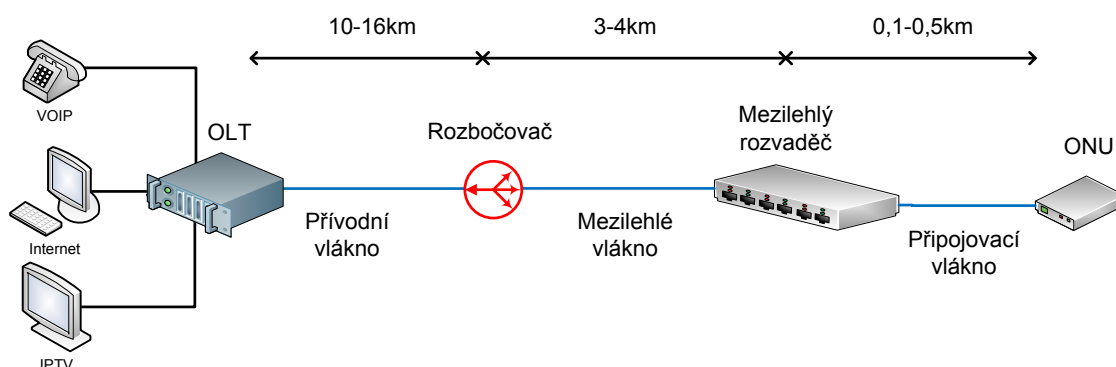 10-16km
3-4km
0,1-0,5km
VOIP
OLT
Rozbočovač
Mezilehlý
rozvaděč
ONU
Internet
Přívodní
vlákno
Mezilehlé
vlákno
Připojovací
vlákno
IPTV